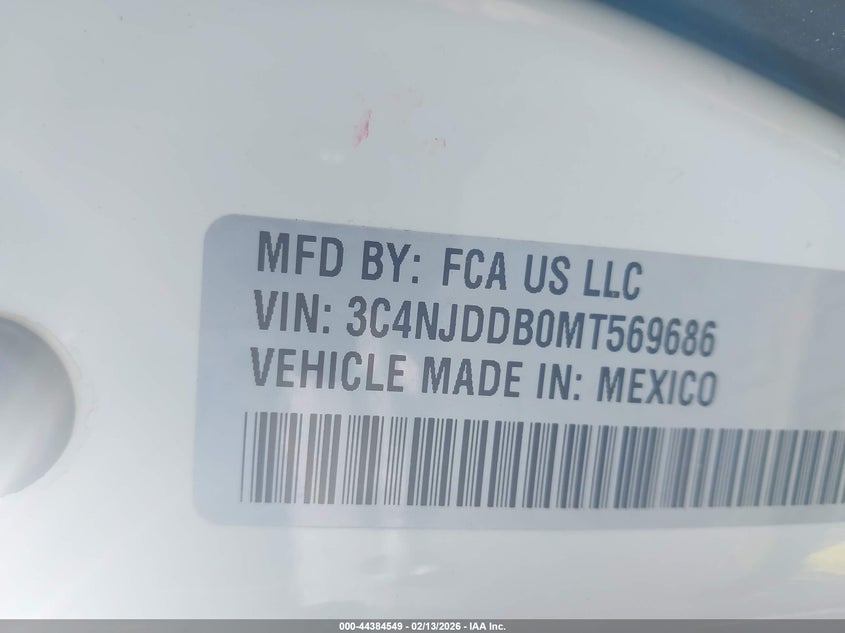 MFD BY: FCA US LLC
VIN: 3C4NJDDB0MT569686
VEHICLE MADE IN: MEXICO
000-44384549 - 02/13/2026 - IAA Inc.